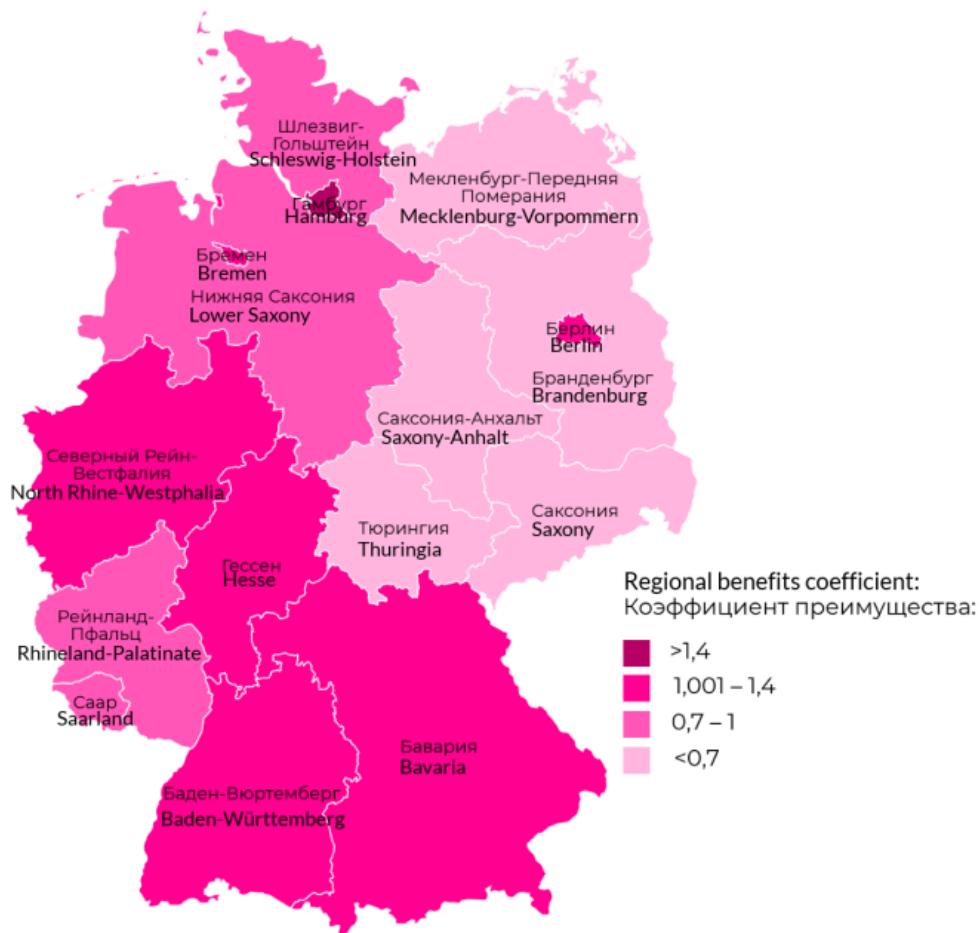 Шлезвиг-
Гольштейн
Schleswig-Holstein
Мекленбург-Передняя
Померания
Mecklenburg-Vorpommern
Гамбург
Hamburg
Бремен
Bremen
Нижняя Саксония
Lower Saxony
Берлин
Berlin
Бранденбург
Brandenburg
Саксония-Анхальт
Saxony-Anhalt
Северный Рейн-
Вестфалия
North Rhine-Westphalia
Саксония
Saxony
Тюрингия
Thuringia
Гессен
Hesse
Рейнланд-
Пфальц
Rhineland-Palatinate
Саар
Saarland
Бавария
Bavaria
Баден-Вюртемберг
Baden-Württemberg
Regional benefits coefficient:
Коэффициент преимущества:
>1,4
1,001 – 1,4
0,7 – 1
<0,7